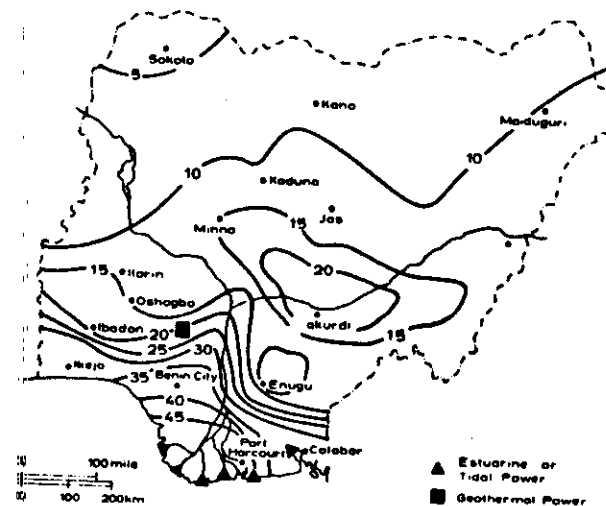 Sokoto
5
Kano
Maiduguri
10
10
Kaduna
Jos
Minna
15
20
15
Ilorin
15
Oshogbo
akurdi
Ibadan
20
25
30
Ikeja
35
Benin City
Enugu
40
45
Port
Harcourt
Calabar
100 mile
100
200km
Estuarine or
Tidal Power
Geothermal Power